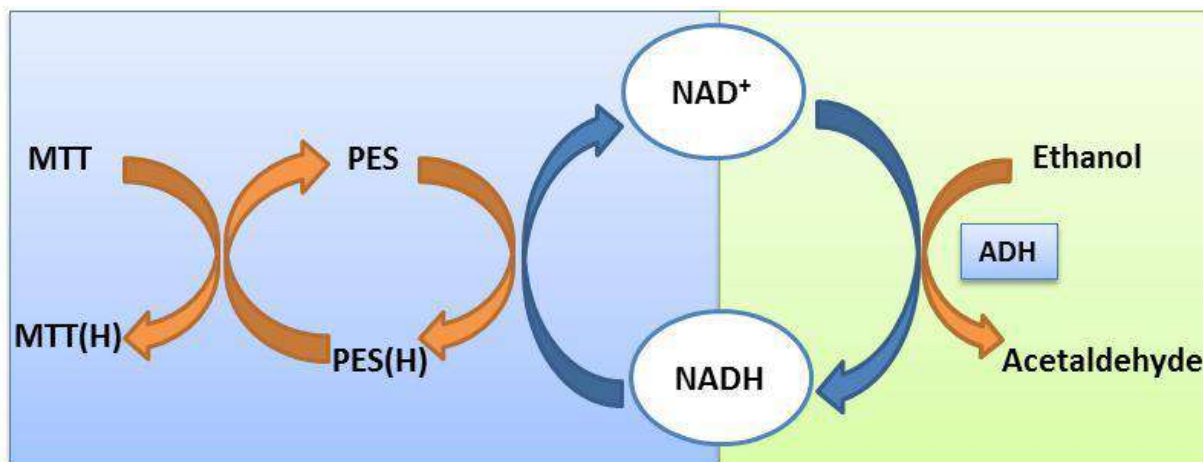 NAD⁺
MTT
PES
Ethanol
ADH
MTT(H)
PES(H)
NADH
Acetaldehyde